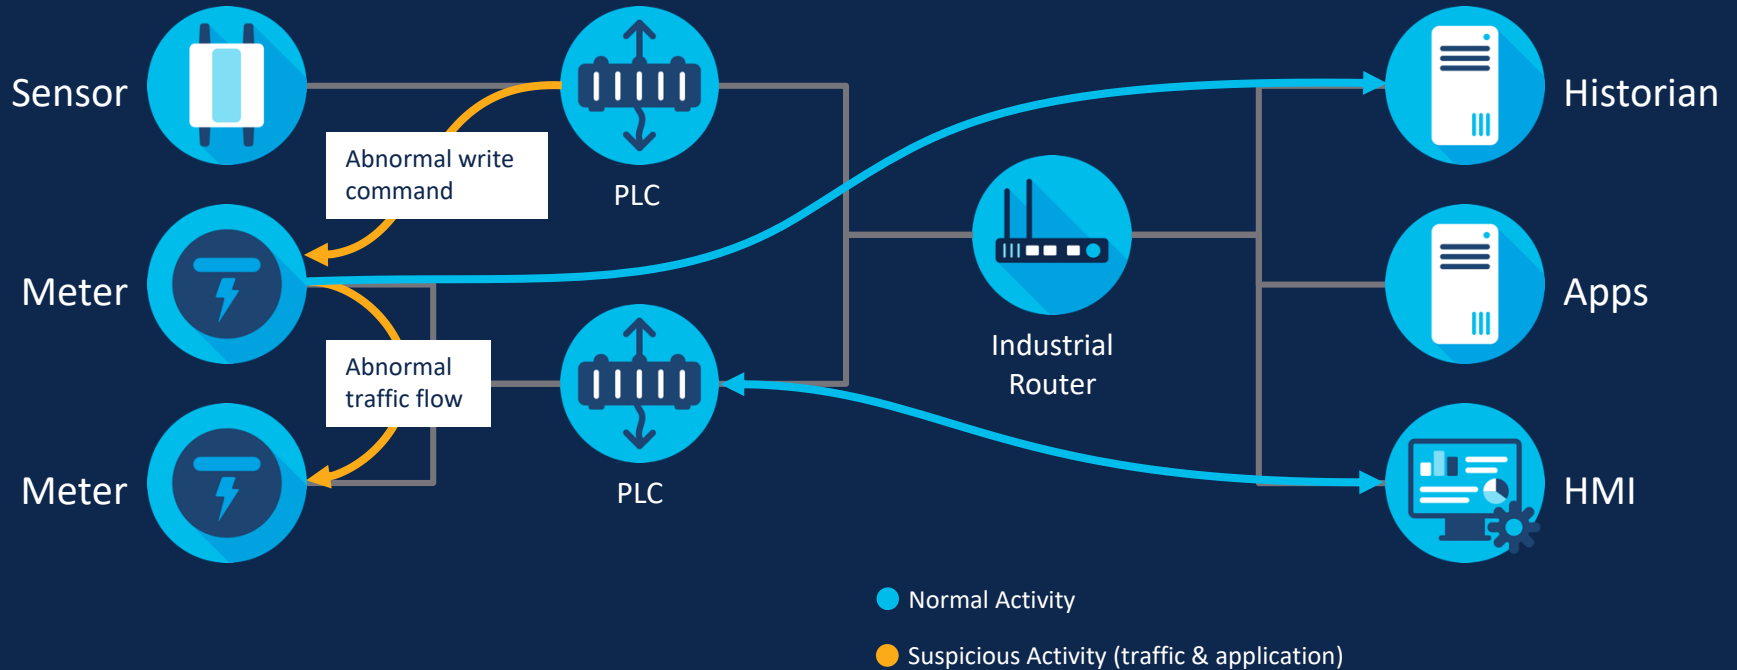 Sensor
Abnormal write
command
PLC
Historian
Meter
Industrial
Router
Apps
Abnormal
traffic flow
Meter
PLC
HMI
Normal Activity
Suspicious Activity (traffic & application)